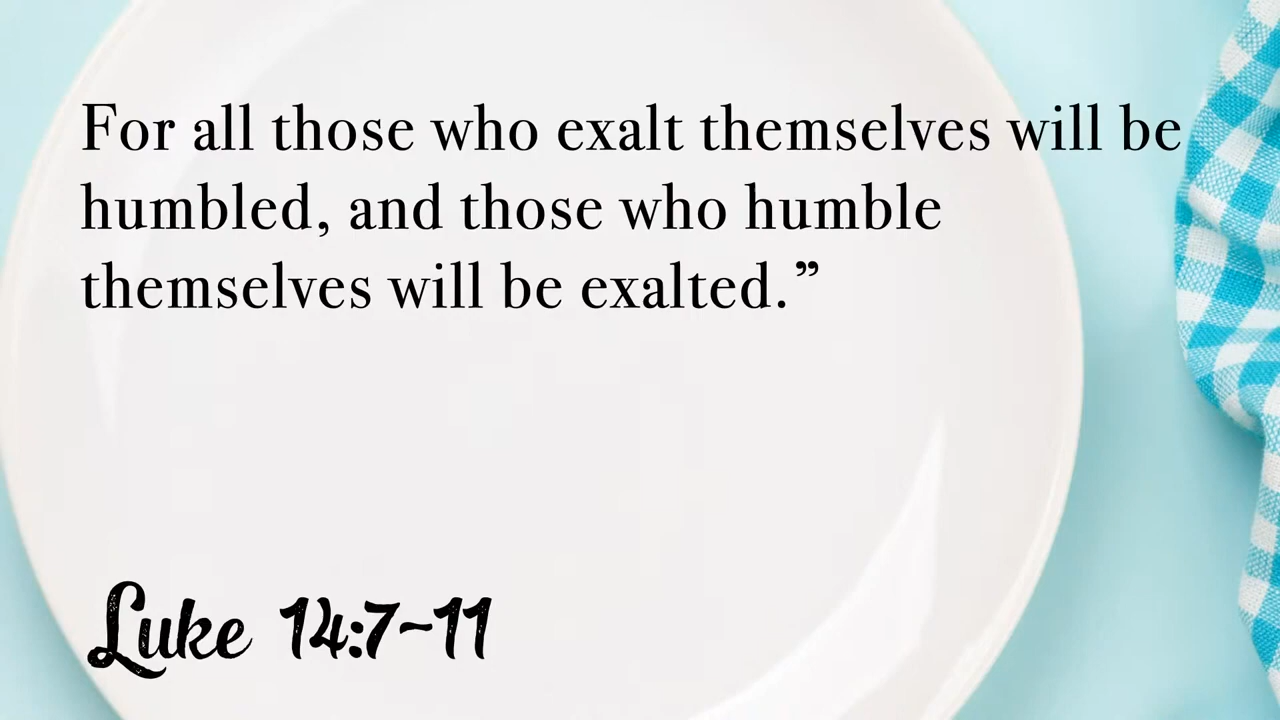 For all those who exalt themselves will be
humbled, and those who humble
themselves will be exalted.”
Luke 14:7-11